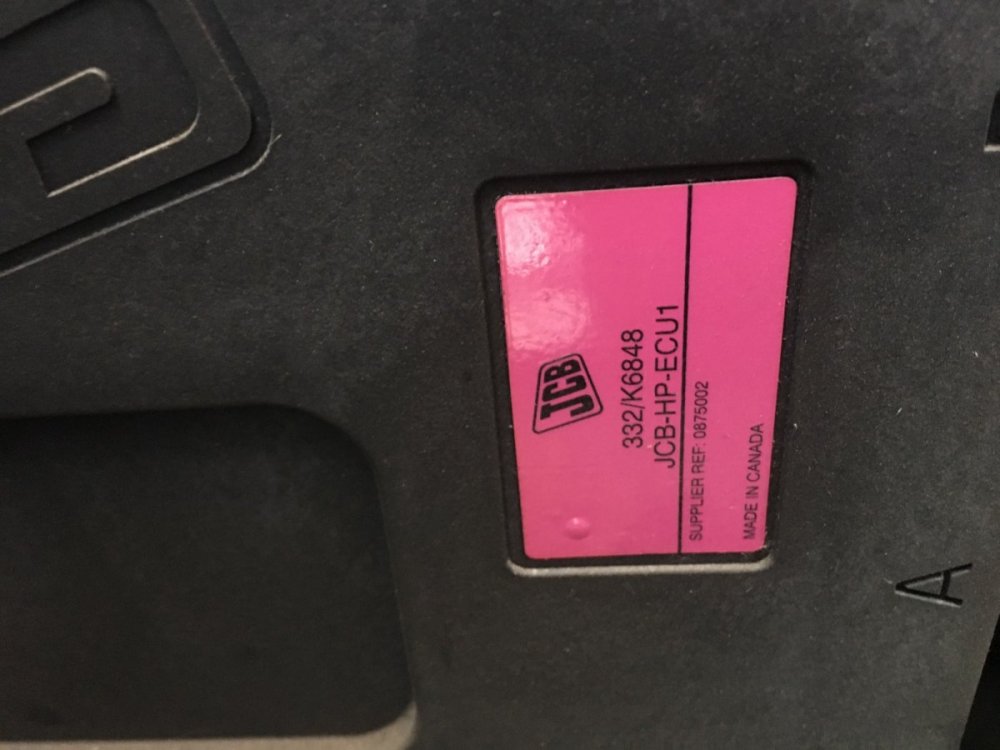 JCB
332/K6848
JCB-HP-ECU1
SUPPLIER REF: 0875002
MADE IN CANADA
A